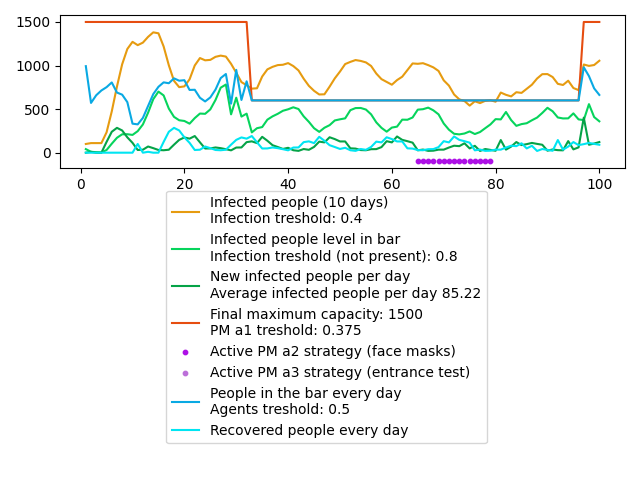 1500
1000
500
0
0 20 40 60 80 100
Infected people (10 days)
Infection treshold: 0.4
Infected people level in bar
Infection treshold (not present): 0.8
New infected people per day
Average infected people per day 85.22
Final maximum capacity: 1500
PM a1 treshold: 0.375
Active PM a2 strategy (face masks)
Active PM a3 strategy (entrance test)
People in the bar every day
Agents treshold: 0.5
Recovered people every day